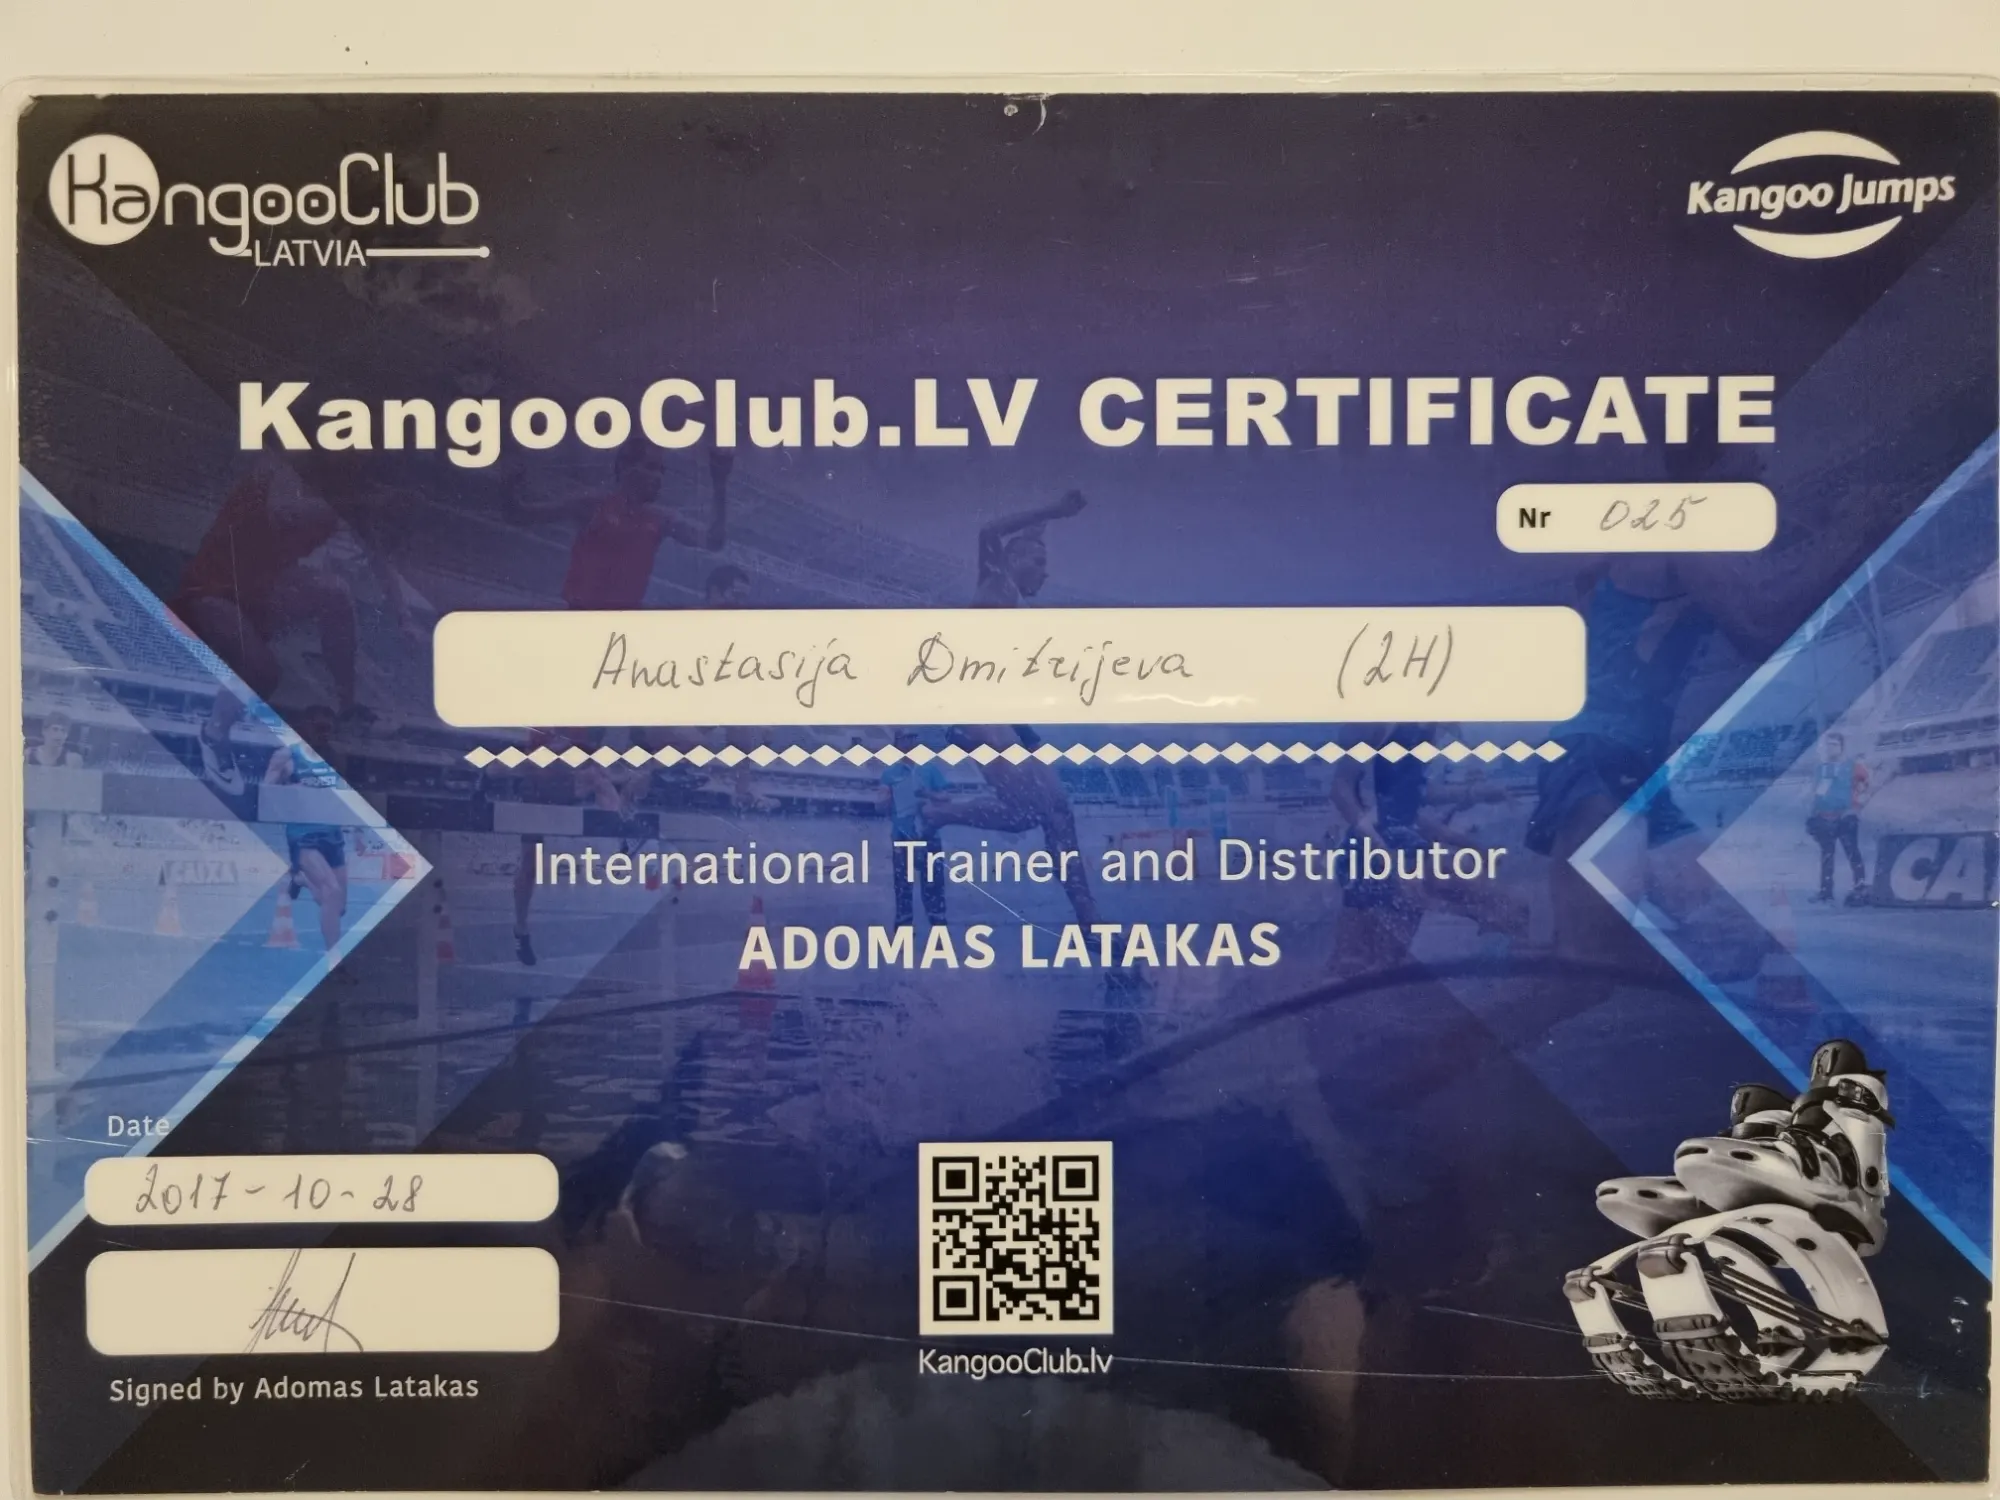 KangooClub
LATVIA
Kangoo Jumps
KangooClub.LV CERTIFICATE
Nr 025
Anastasija Dmitrijeva (2H)
International Trainer and Distributor
ADOMAS LATAKAS
CA
Date
2017-10-28
Signed by Adomas Latakas
KangooClub.lv